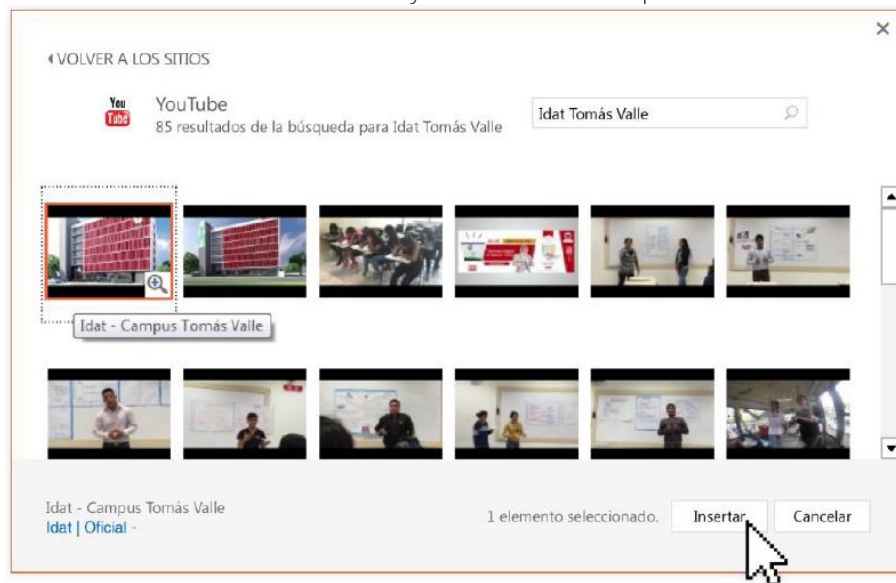 VOLVER A LOS SITIOS
You
Tube
YouTube
85 resultados de la búsqueda para Idat Tomás Valle
Idat Tomás Valle
Idat - Campus Tomás Valle
Idat - Campus Tomás Valle
Idat | Oficial -
1 elemento seleccionado.
Insertar
Cancelar